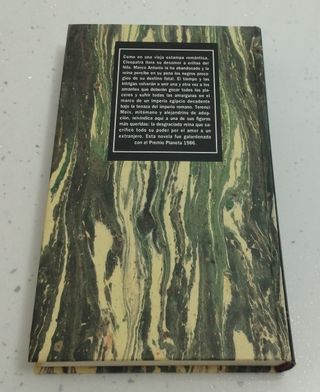 Como en una vieja estampa romántica,
Cleopatra llora su desamor a orillas del
Nilo. Marco Antonio la ha abandonado y la
reina percibe en su pena los negros presa-
gios de su destino fatal. El tiempo y las
intrigas volverán a unir una y otra vez a los
amantes que deberán gozar todos los pla-
ceres y sufrir todas las amarguras en el
marco de un imperio egipcio decadente
bajo la tenaza del imperio romano. Terenci
Moix, mitómano y alejandrino de adop-
ción, reivindica aquí a una de sus figuras
más queridas: la desgraciada reina que sa-
crificó todo su poder por el amor a un
extranjero. Esta novela fue galardonada
con el Premio Planeta 1986.